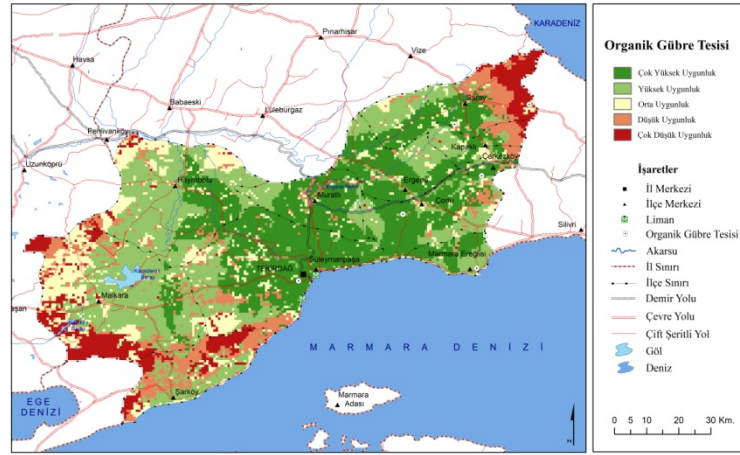 KARADENİZ
Pınarhisar
Vize
Havsa
Babaeski
Lüleburgaz
Saray
Pehlivanköy
Kapaklı
Çerkezköy
Uzunköprü
Hayrabolu
Ergene
Muratlı
Çorlu
Silivri
Süleymanpaşa
Marmara Ereğlisi
TEKİRDAĞ
Malkara
MARMARA DENİZİ
Şarköy
Marmara
Adası
EGE
DENİZİ
Organik Gübre Tesisi
Çok Yüksek Uygunluk
Yüksek Uygunluk
Orta Uygunluk
Düşük Uygunluk
Çok Düşük Uygunluk
İşaretler
İl Merkezi
İlçe Merkezi
Liman
Organik Gübre Tesisi
Akarsu
İl Sınırı
İlçe Sınırı
Demir Yolu
Çevre Yolu
Çift Şeritli Yol
Göl
Deniz
0 5 10 20 30 Km.